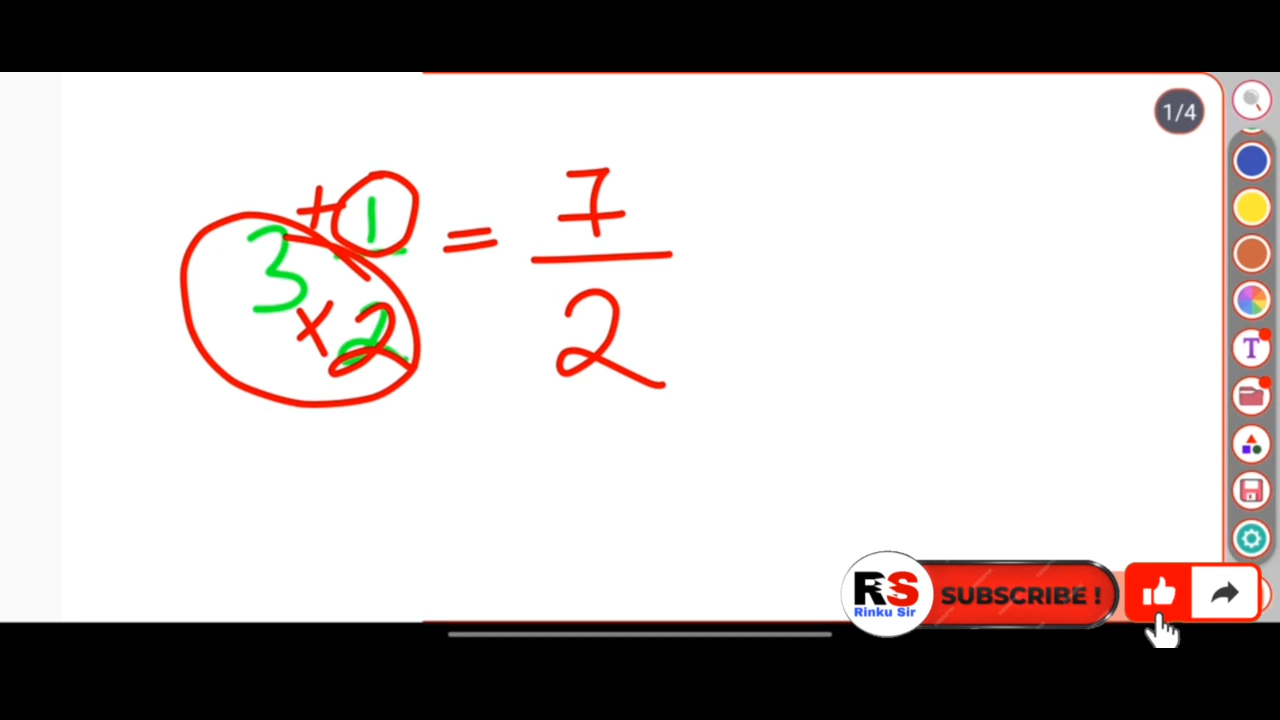 1/4
+ 1 = 7
3 × 2 2
T
RS
Rinku Sir
SUBSCRIBE !